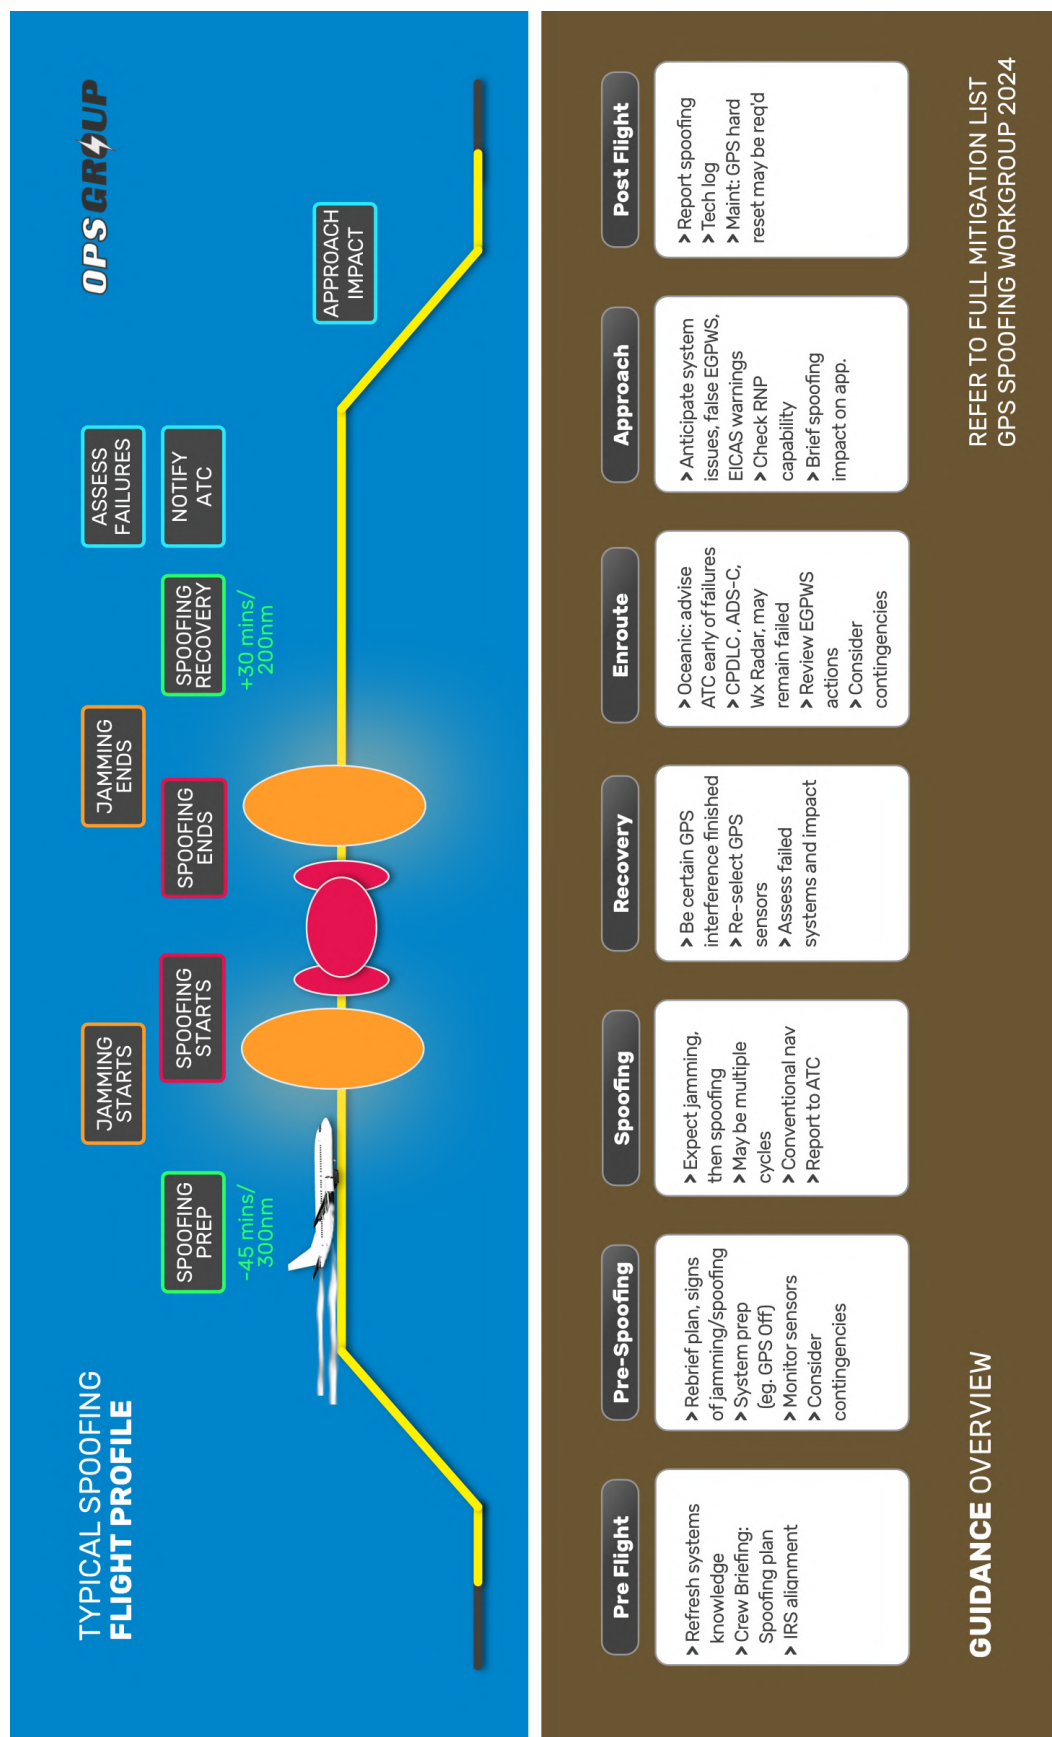 TYPICAL SPOOFING
FLIGHT PROFILE
OPSGROUP
SPOOFING
PREP
-45 mins/
300nm
JAMMING
STARTS
SPOOFING
STARTS
SPOOFING
ENDS
JAMMING
ENDS
SPOOFING
RECOVERY
+30 mins/
200nm
ASSESS
FAILURES
NOTIFY
ATC
APPROACH
IMPACT
Pre Flight
> Refresh systems
knowledge
> Crew Briefing:
Spoofing plan
> IRS alignment
Pre-Spoofing
> Rebrief plan, signs
of jamming/spoofing
> System prep
(eg. GPS Off)
> Monitor sensors
> Consider
contingencies
Spoofing
> Expect jamming,
then spoofing
> May be multiple
cycles
> Conventional nav
> Report to ATC
Recovery
> Be certain GPS
interference finished
> Re-select GPS
sensors
> Assess failed
systems and impact
Enroute
> Oceanic: advise
ATC early of failures
> CPDLC , ADS-C,
Wx Radar, may
remain failed
> Review EGPWS
actions
> Consider
contingencies
Approach
> Anticipate system
issues, false EGPWS,
EICAS warnings
> Check RNP
capability
> Brief spoofing
impact on app.
Post Flight
> Report spoofing
> Tech log
> Maint: GPS hard
reset may be req'd
GUIDANCE OVERVIEW
REFER TO FULL MITIGATION LIST
GPS SPOOFING WORKGROUP 2024